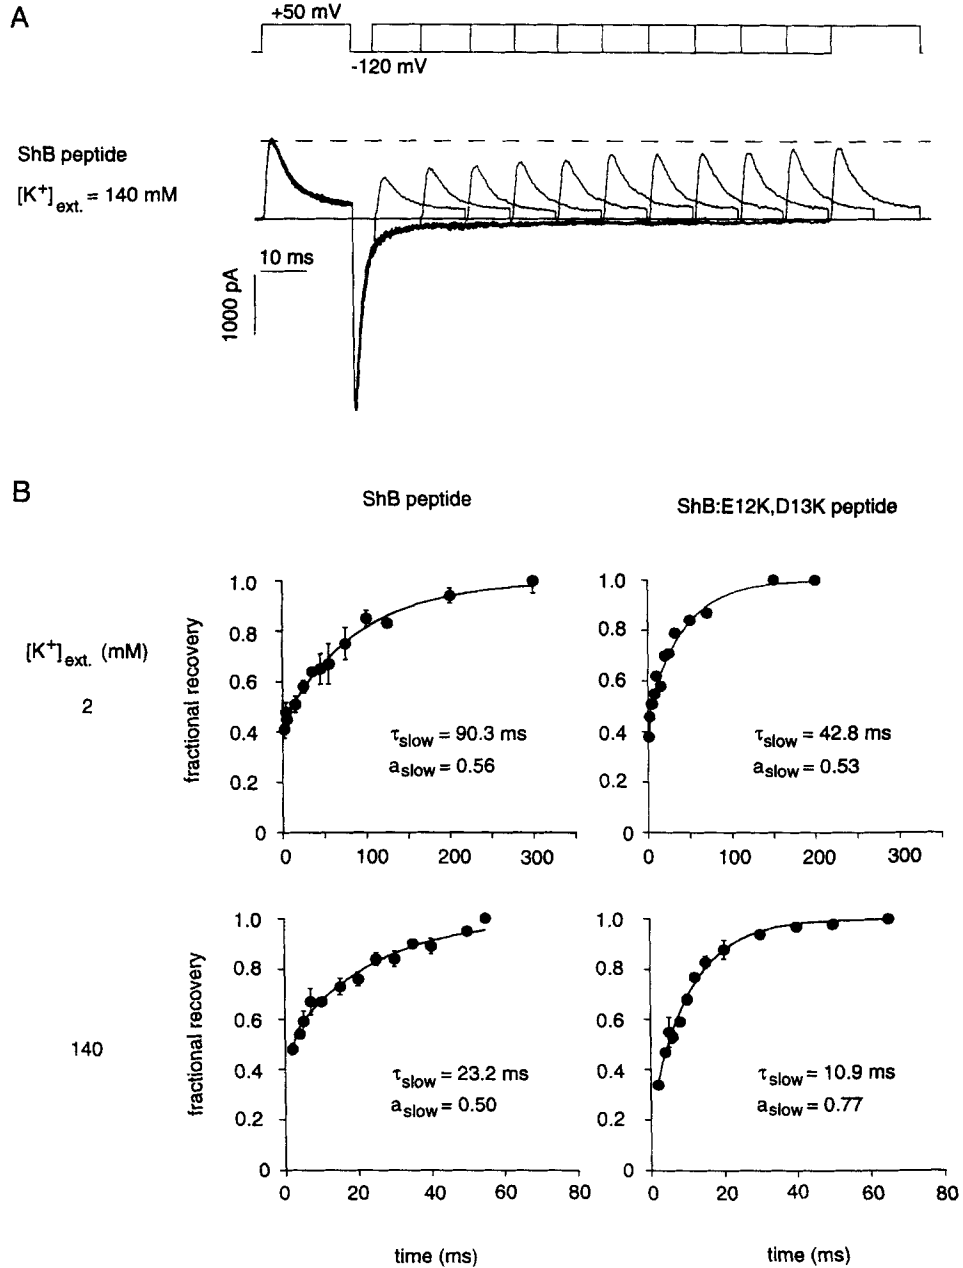 A
+50 mV
-120 mV
ShB peptide
[K⁺]ext. = 140 mM
10 ms
1000 pA
B
ShB peptide
ShB:E12K,D13K peptide
[K⁺]ext. (mM)
2
fractional recovery
1.0
0.8
0.6
0.4
0.2
0
τslow = 90.3 ms
aslow = 0.56
0 100 200 300
1.0
0.8
0.6
0.4
0.2
0
τslow = 42.8 ms
aslow = 0.53
0 100 200 300
140
fractional recovery
1.0
0.8
0.6
0.4
0.2
0
τslow = 23.2 ms
aslow = 0.50
0 20 40 60 80
time (ms)
1.0
0.8
0.6
0.4
0.2
0
τslow = 10.9 ms
aslow = 0.77
0 20 40 60 80
time (ms)